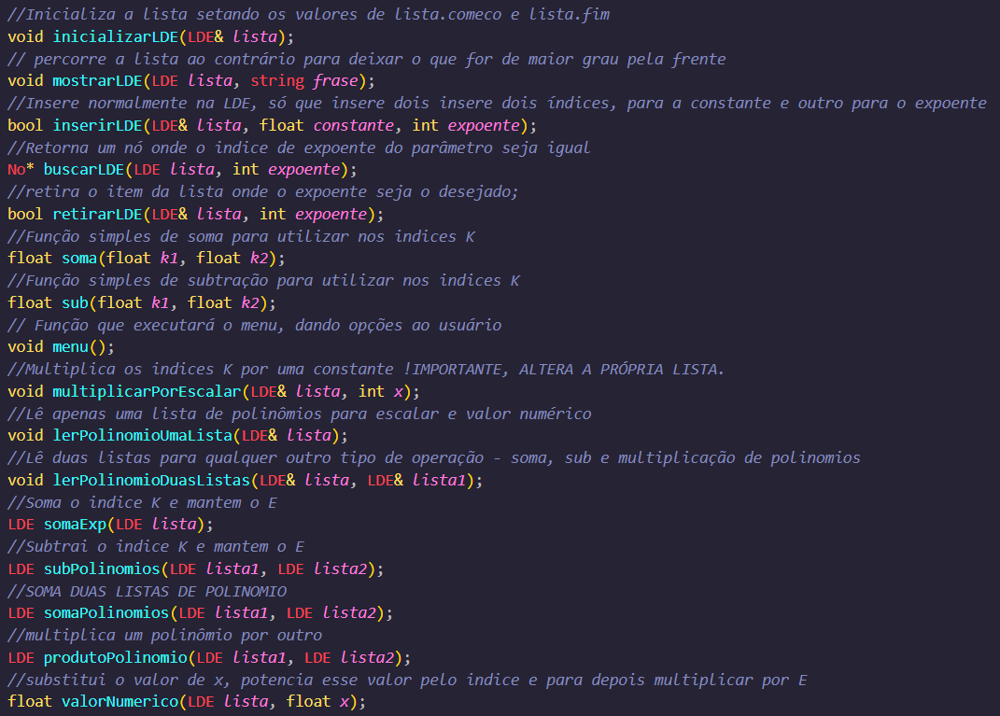 //Inicializa a lista setando os valores de lista.comeco e lista.fim
void inicializarLDE(LDE& lista);
// percorre a lista ao contrário para deixar o que for de maior grau pela frente
void mostrarLDE(LDE lista, string frase);
//Insere normalmente na LDE, só que insere dois insere dois índices, para a constante e outro para o expoente
bool inserirLDE(LDE& lista, float constante, int expoente);
//Retorna um nó onde o indice de expoente do parâmetro seja igual
No* buscarLDE(LDE lista, int expoente);
//retira o item da lista onde o expoente seja o desejado;
bool retirarLDE(LDE& lista, int expoente);
//Função simples de soma para utilizar nos indices K
float soma(float k1, float k2);
//Função simples de subtração para utilizar nos indices K
float sub(float k1, float k2);
// Função que executará o menu, dando opções ao usuário
void menu();
//Multiplica os indices K por uma constante !IMPORTANTE, ALTERA A PRÓPRIA LISTA.
void multiplicarPorEscalar(LDE& lista, int x);
//Lê apenas uma lista de polinômios para escalar e valor numérico
void lerPolinomioUmaLista(LDE& lista);
//Lê duas listas para qualquer outro tipo de operação - soma, sub e multiplicação de polinomios
void lerPolinomioDuasListas(LDE& lista, LDE& lista1);
//Soma o indice K e mantem o E
LDE somaExp(LDE lista);
//Subtrai o indice K e mantem o E
LDE subPolinomios(LDE lista1, LDE lista2);
//SOMA DUAS LISTAS DE POLINOMIO
LDE somaPolinomios(LDE lista1, LDE lista2);
//multiplica um polinômio por outro
LDE produtoPolinomio(LDE lista1, LDE lista2);
//substitui o valor de x, potencia esse valor pelo indice e para depois multiplicar por E
float valorNumerico(LDE lista, float x);